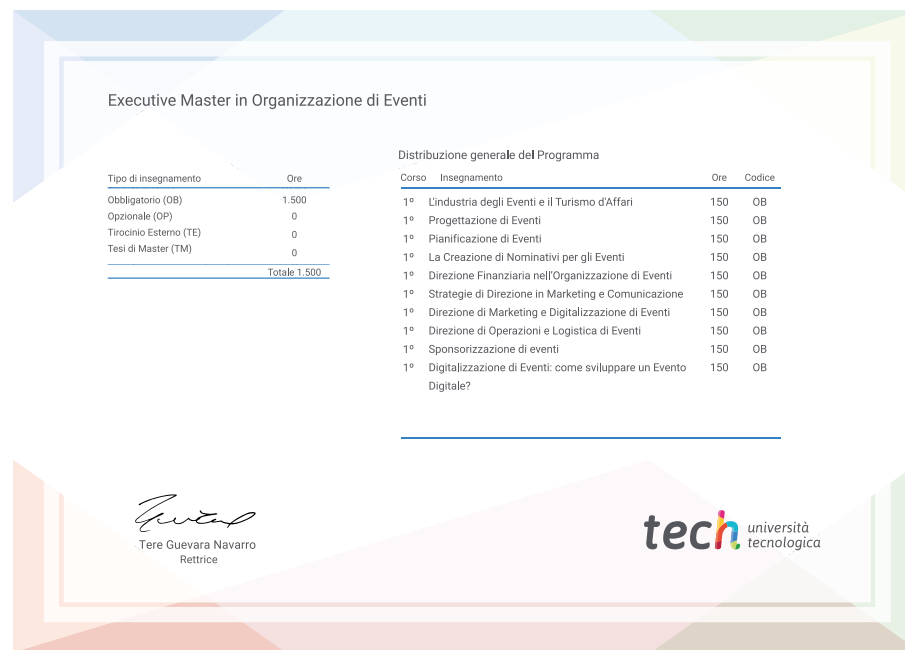 Executive Master in Organizzazione di Eventi
Tipo di insegnamento Ore
Obbligatorio (OB) 1.500
Opzionale (OP) 0
Tirocinio Esterno (TE) 0
Tesi di Master (TM) 0
Totale 1.500
Distribuzione generale del Programma
Corso Insegnamento Ore Codice
1º L'industria degli Eventi e il Turismo d'Affari 150 OB
1º Progettazione di Eventi 150 OB
1º Pianificazione di Eventi 150 OB
1º La Creazione di Nominativi per gli Eventi 150 OB
1º Direzione Finanziaria nell'Organizzazione di Eventi 150 OB
1º Strategie di Direzione in Marketing e Comunicazione 150 OB
1º Direzione di Marketing e Digitalizzazione di Eventi 150 OB
1º Direzione di Operazioni e Logistica di Eventi 150 OB
1º Sponsorizzazione di eventi 150 OB
1º Digitalizzazione di Eventi: come sviluppare un Evento 150 OB
Digitale?
Tere Guevara Navarro
Rettrice
tech università
tecnologica